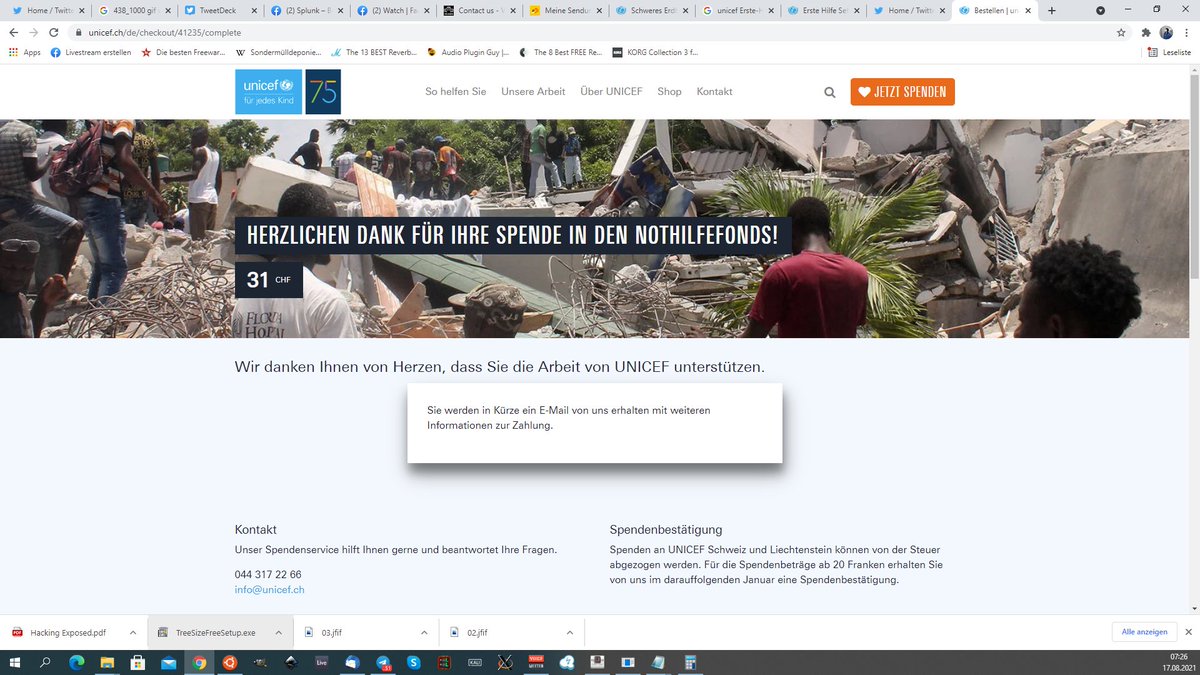 Home / Twitte
438_1000 gif
TweetDeck
(2) Splunk – B
(2) Watch | Fa
Contact us -
Meine Sendu
Schweres Erd
unicef Erste-H
Erste Hilfe Se
Home / Twitte
Bestellen | un
unicef.ch/de/checkout/41235/complete
Apps
Livestream erstellen
Die besten Freewar...
Sondermülldeponie...
The 13 BEST Reverb...
Audio Plugin Guy |...
The 8 Best FREE Re...
KORG Collection 3 f...
Leseliste
unicef
für jedes Kind
75
So helfen Sie
Unsere Arbeit
Über UNICEF
Shop
Kontakt
JETZT SPENDEN
HERZLICHEN DANK FÜR IHRE SPENDE IN DEN NOTHILFEFONDS!
31 CHF
Wir danken Ihnen von Herzen, dass Sie die Arbeit von UNICEF unterstützen.
Sie werden in Kürze ein E-Mail von uns erhalten mit weiteren
Informationen zur Zahlung.
Kontakt
Unser Spendenservice hilft Ihnen gerne und beantwortet Ihre Fragen.
044 317 22 66
info@unicef.ch
Spendenbestätigung
Spenden an UNICEF Schweiz und Liechtenstein können von der Steuer
abgezogen werden. Für die Spendenbeträge ab 20 Franken erhalten Sie
von uns im darauffolgenden Januar eine Spendenbestätigung.
Hacking Exposed.pdf
TreeSizeFreeSetup.exe
03.jfif
02.jfif
Alle anzeigen
Live
KALI
07:26
17.08.2021